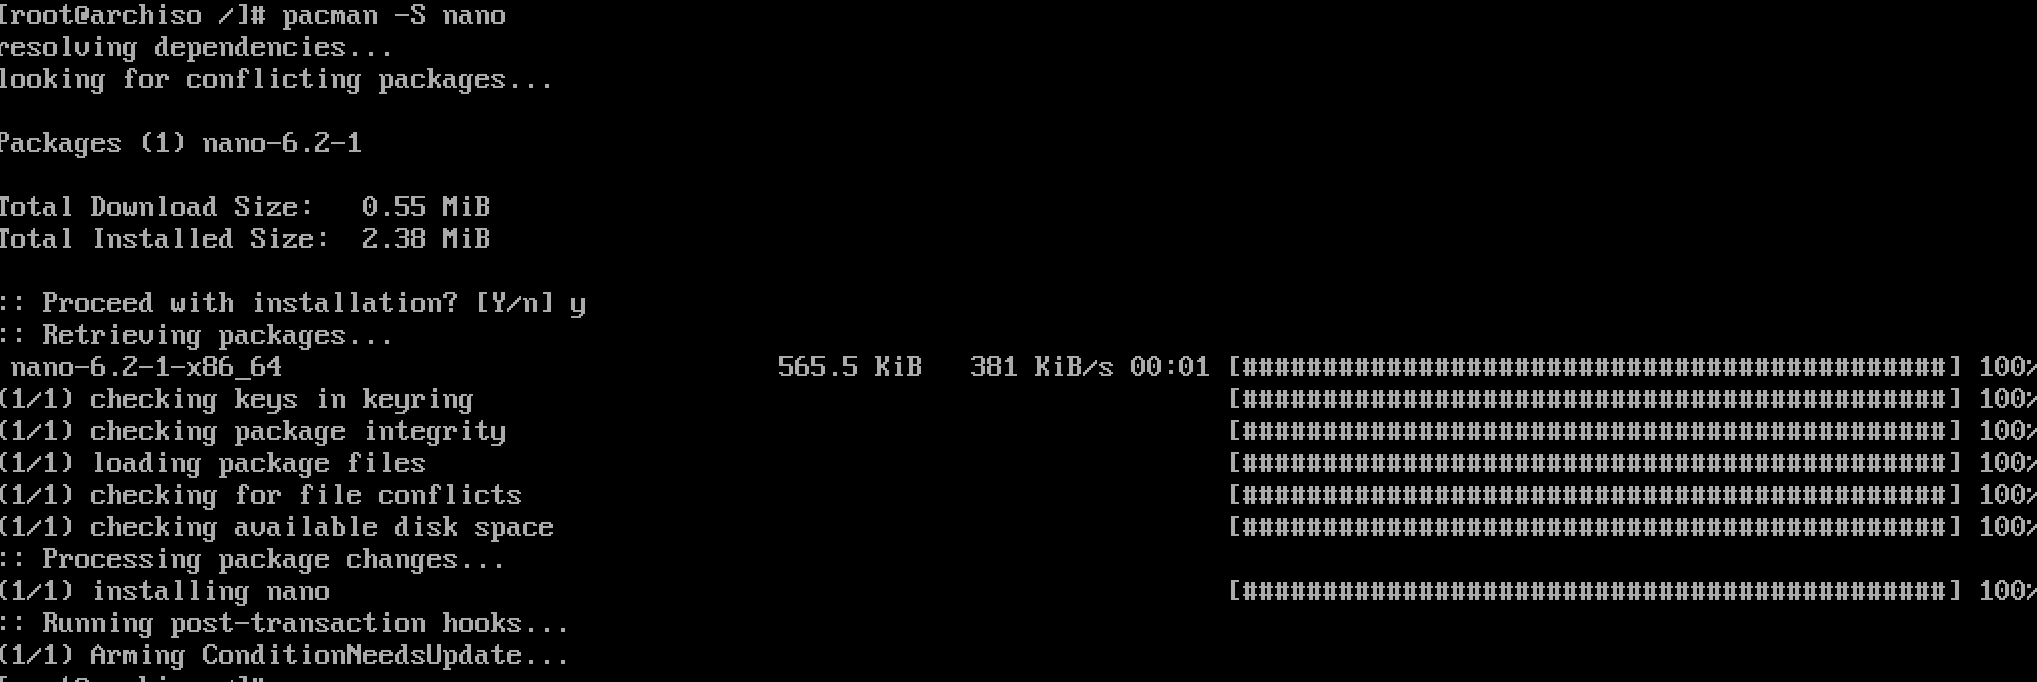 [root@archiso /]# pacman -S nano
resolving dependencies...
looking for conflicting packages...
Packages (1) nano-6.2-1
Total Download Size:   0.55 MiB
Total Installed Size:  2.38 MiB
:: Proceed with installation? [Y/n] y
:: Retrieving packages...
nano-6.2-1-x86_64 565.5 KiB 381 KiB/s 00:01 [############################################] 100%
(1/1) checking keys in keyring [############################################] 100%
(1/1) checking package integrity [############################################] 100%
(1/1) loading package files [############################################] 100%
(1/1) checking for file conflicts [############################################] 100%
(1/1) checking available disk space [############################################] 100%
:: Processing package changes...
(1/1) installing nano [############################################] 100%
:: Running post-transaction hooks...
(1/1) Arming ConditionNeedsUpdate...